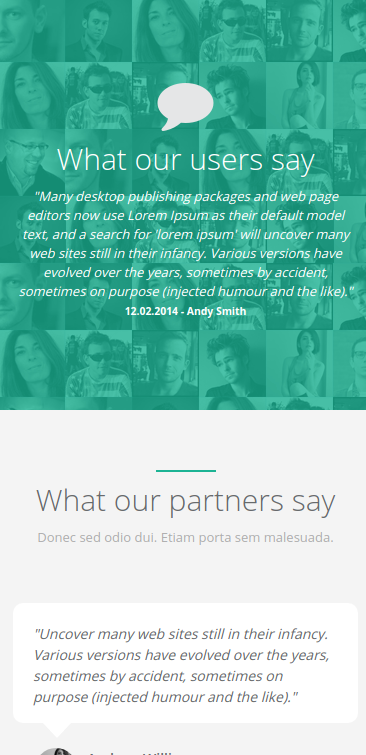 What our users say
"Many desktop publishing packages and web page
editors now use Lorem Ipsum as their default model
text, and a search for 'lorem ipsum' will uncover many
web sites still in their infancy. Various versions have
evolved over the years, sometimes by accident,
sometimes on purpose (injected humour and the like)."
12.02.2014 - Andy Smith
What our partners say
Donec sed odio dui. Etiam porta sem malesuada.
"Uncover many web sites still in their infancy.
Various versions have evolved over the years,
sometimes by accident, sometimes on
purpose (injected humour and the like)."